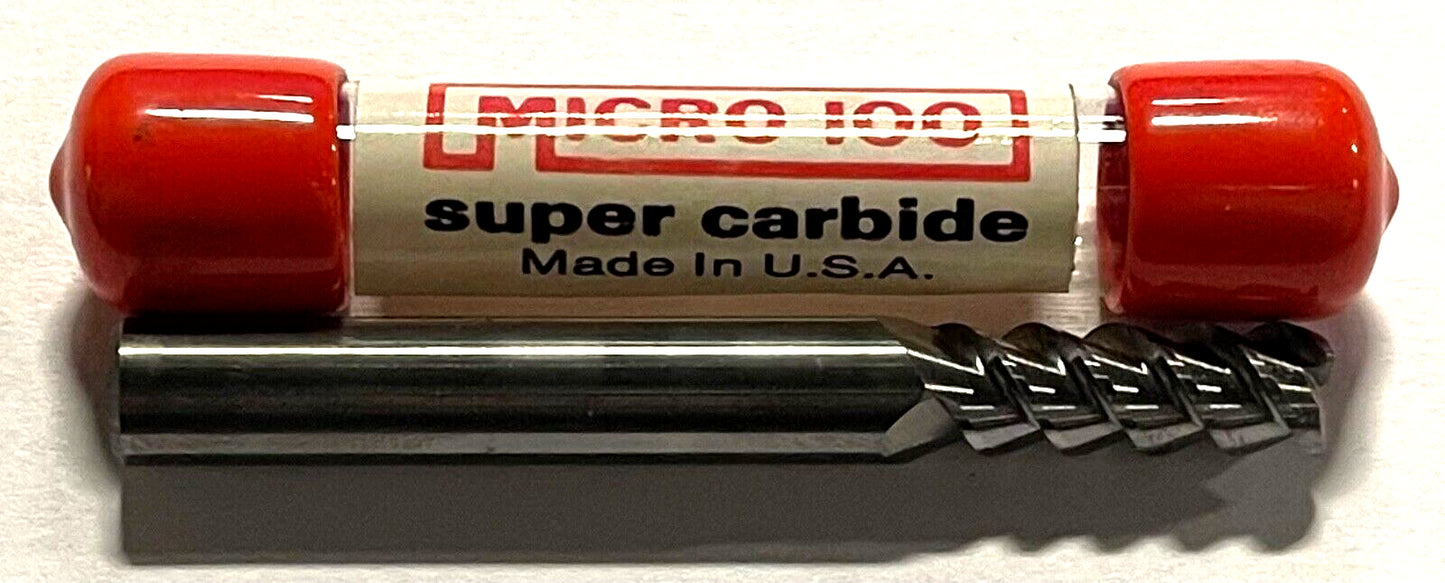 MICRO 100
super carbide
Made In U.S.A.